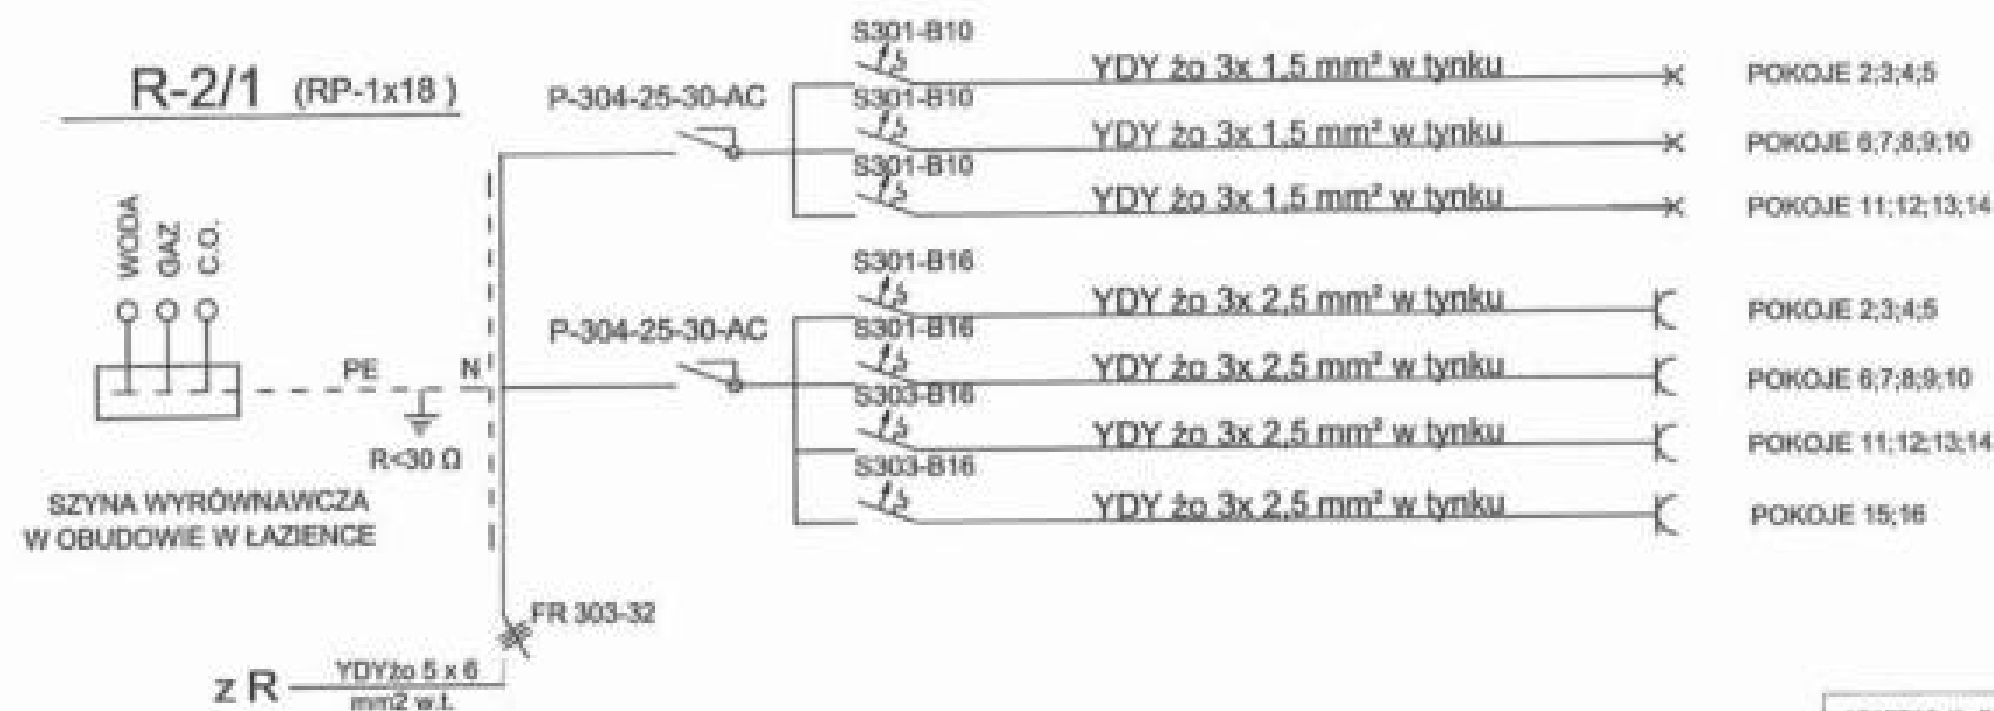 R-2/1 (RP-1x18 )
P-304-25-30-AC
S301-B10
YDY żo 3x 1,5 mm² w tynku
POKOJE 2;3;4;5
S301-B10
YDY żo 3x 1,5 mm² w tynku
POKOJE 6;7;8;9;10
S301-B10
YDY żo 3x 1,5 mm² w tynku
POKOJE 11;12;13;14
WODA
GAZ
C.O.
PE
N
R<30 Ω
SZYNA WYRÓWNAWCZA
W OBUDOWIE W ŁAZIENCE
P-304-25-30-AC
S301-B16
YDY żo 3x 2,5 mm² w tynku
POKOJE 2;3;4;5
S301-B16
YDY żo 3x 2,5 mm² w tynku
POKOJE 6;7;8;9;10
S303-B16
YDY żo 3x 2,5 mm² w tynku
POKOJE 11;12;13;14
S303-B16
YDY żo 3x 2,5 mm² w tynku
POKOJE 15;16
FR 303-32
z R
YDYżo 5 x 6
mm2 w.t.